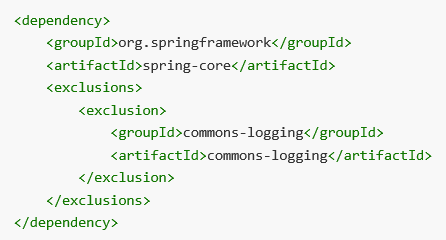 <dependency>
    <groupId>org.springframework</groupId>
    <artifactId>spring-core</artifactId>
    <exclusions>
        <exclusion>
            <groupId>commons-logging</groupId>
            <artifactId>commons-logging</artifactId>
        </exclusion>
    </exclusions>
</dependency>